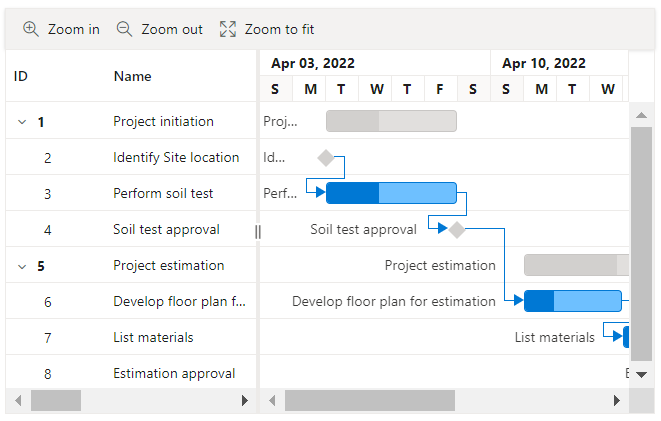 Zoom in Zoom out Zoom to fit
ID Name Apr 03, 2022 Apr 10, 2022
S M T W T F S S M T W
1 Project initiation Proj...
2 Identify Site location Id...
3 Perform soil test Perf...
4 Soil test approval Soil test approval
5 Project estimation Project estimation
6 Develop floor plan f... Develop floor plan for estimation
7 List materials List materials
8 Estimation approval